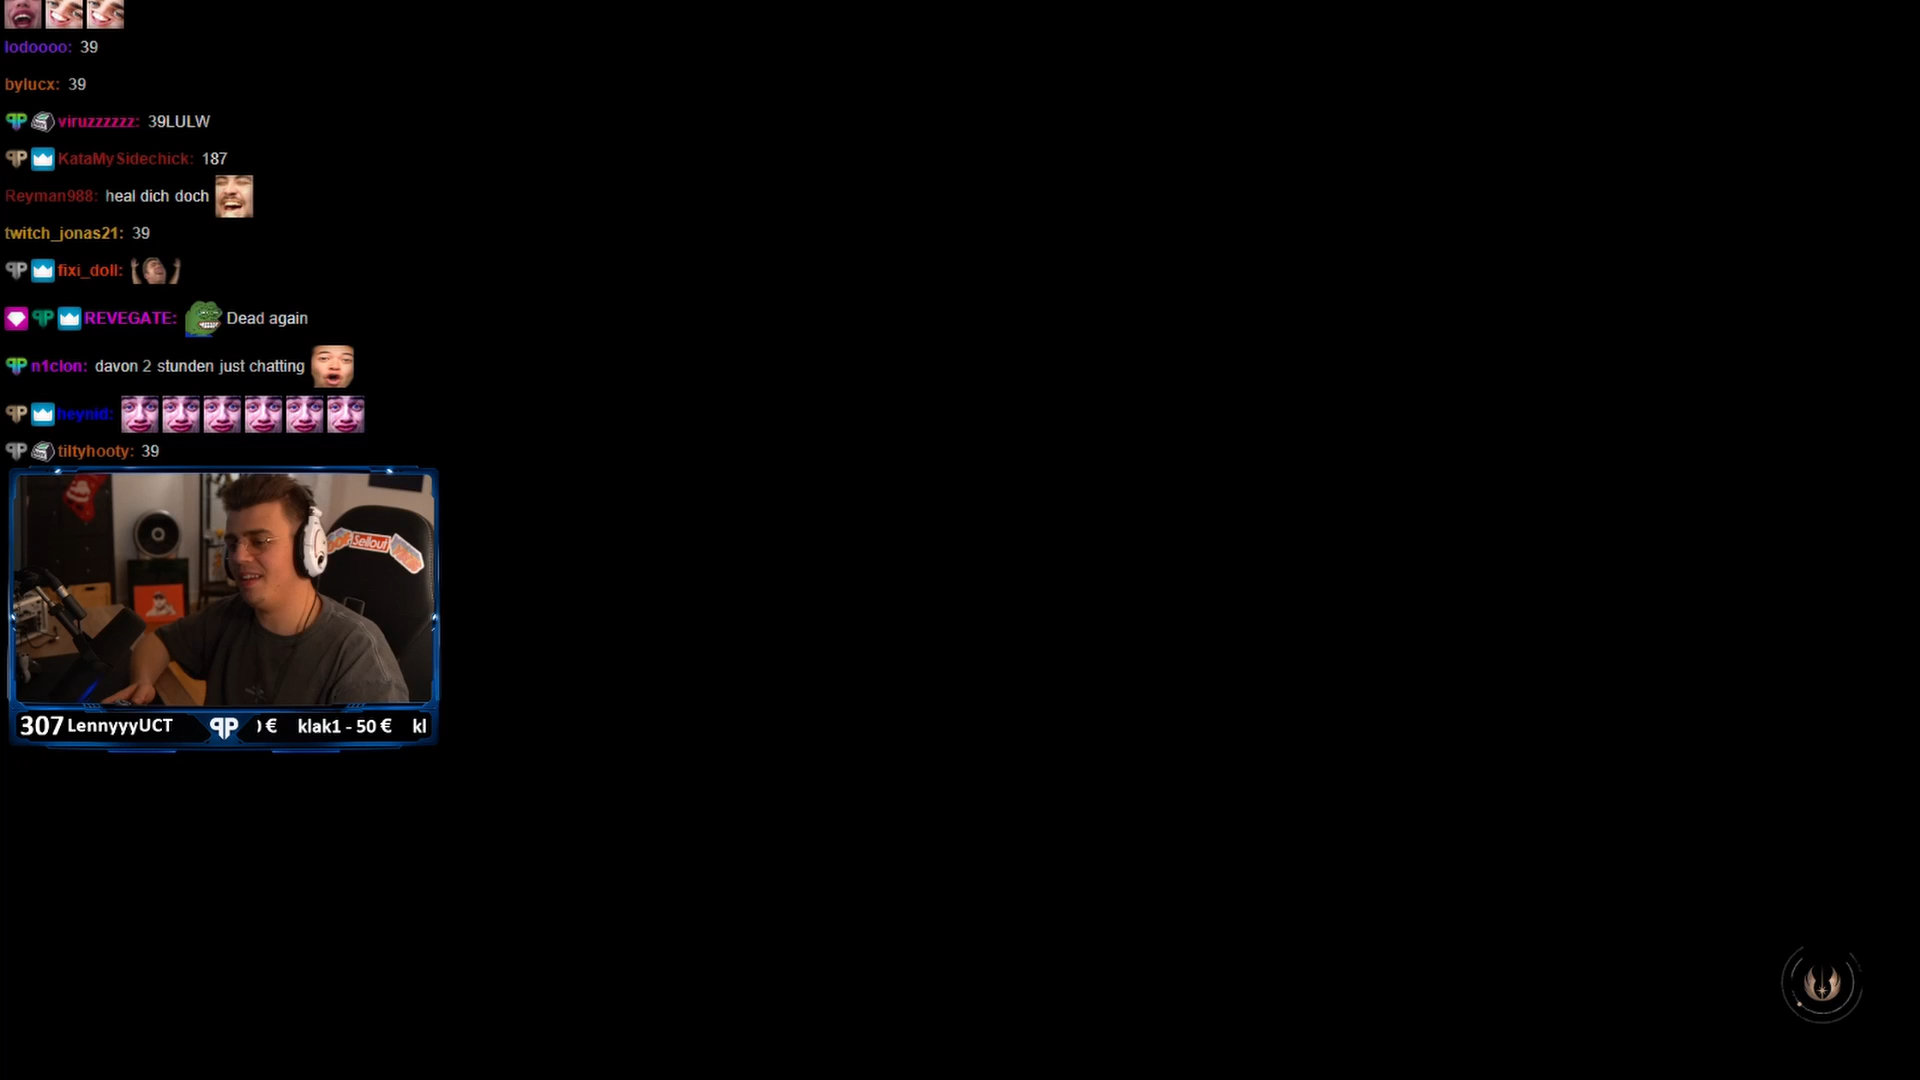 lodoooo: 39
bylucx: 39
viruzzzzzz: 39LULW
KataMySidechick: 187
Reyman988: heal dich doch
twitch_jonas21: 39
fixi_doll:
REVEGATE: Dead again
n1clon: davon 2 stunden just chatting
heynid:
tiltyhooty: 39
Sellout
307 LennyyyUCT PP ) € klak1 - 50 € kl